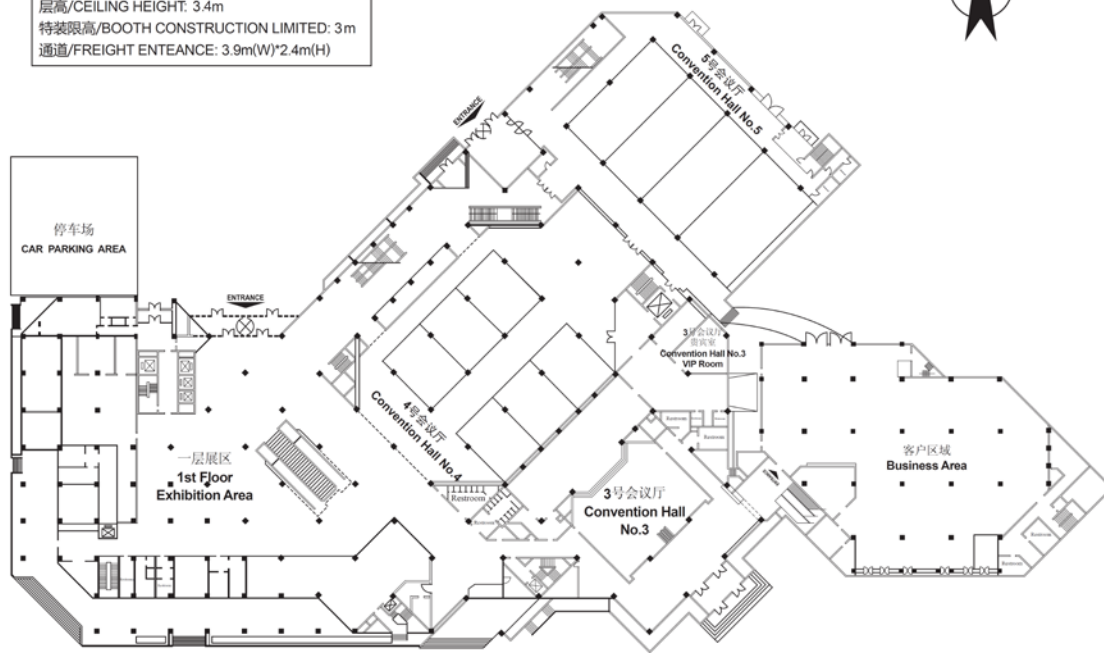 层高/CEILING HEIGHT: 3.4m
特装限高/BOOTH CONSTRUCTION LIMITED: 3m
通道/FREIGHT ENTEANCE: 3.9m(W)*2.4m(H)
5号会议厅
Convention Hall No.5
ENTRANCE
停车场
CAR PARKING AREA
ENTRANCE
3号会议厅
贵宾室
Convention Hall No.3
VIP Room
4号会议厅
Convention Hall No.4
Restroom
Restroom
一层展区
1st Floor
Exhibition Area
客户区域
Business Area
Restroom
Restroom
3号会议厅
Convention Hall
No.3
Restroom
Restroom